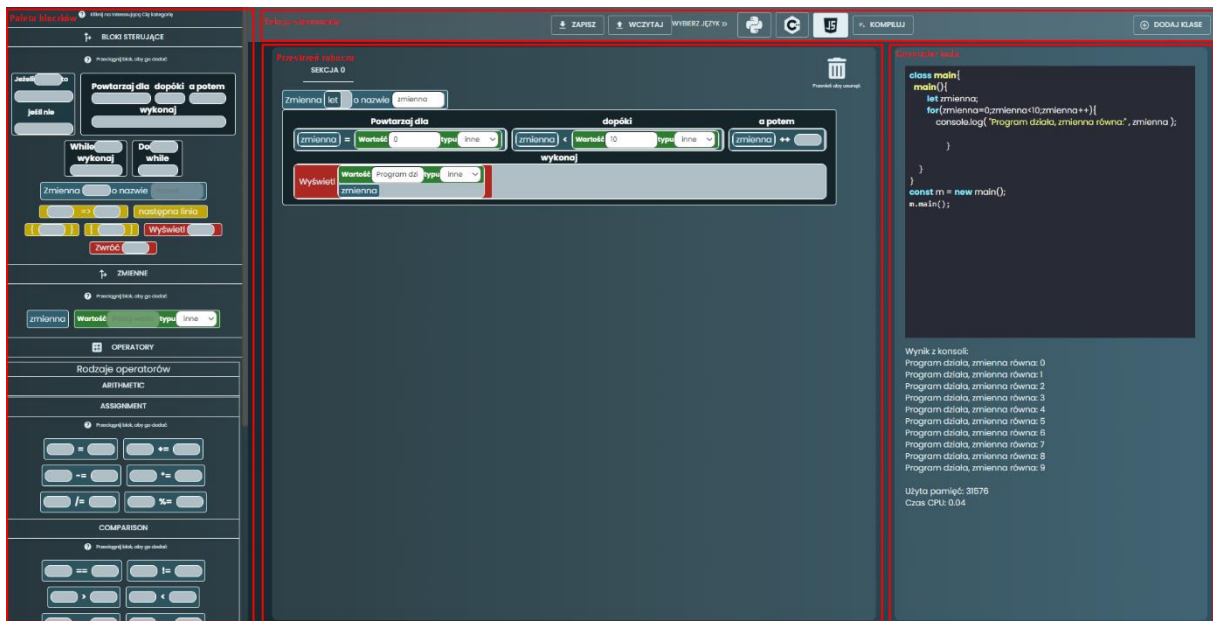 Paleta bloczków
Kliknij na interesującą Cię kategorię
BLOKI STERUJĄCE
Przeciągnij blok, aby go dodać
Jeżeli to
jeśli nie
Powtarzaj dla dopóki a potem
wykonaj
While
wykonaj
Do
while
Zmienna o nazwie
=> następna linia
{ } [ ] Wyświetl
Zwróć
ZMIENNE
Przeciągnij blok, aby go dodać
zmienna Wartość typu inne
OPERATORY
Rodzaje operatorów
ARITHMETIC
ASSIGNMENT
Przeciągnij blok, aby go dodać
= +=
-= *=
/= %=
COMPARISON
Przeciągnij blok, aby go dodać
== !=
> <
Sekcja sterowania
ZAPISZ WCZYTAJ WYBIERZ JĘZYK » C JS KOMPILUJ DODAJ KLASE
Przestrzeń robocza
SEKCJA 0
Przenieś aby usunąć
Zmienna let o nazwie zmienna
Powtarzaj dla dopóki a potem
zmienna = Wartość 0 typu inne zmienna < Wartość 10 typu inne zmienna ++
wykonaj
Wyświetl Wartość Program dzi typu inne
zmienna
Generator kodu
class main{
main(){
let zmienna;
for(zmienna=0;zmienna<10;zmienna++){
console.log( "Program działa, zmienna równa:" , zmienna );
}
}
}
const m = new main();
m.main();
Wynik z konsoli:
Program działa, zmienna równa: 0
Program działa, zmienna równa: 1
Program działa, zmienna równa: 2
Program działa, zmienna równa: 3
Program działa, zmienna równa: 4
Program działa, zmienna równa: 5
Program działa, zmienna równa: 6
Program działa, zmienna równa: 7
Program działa, zmienna równa: 8
Program działa, zmienna równa: 9
Użyta pamięć: 31576
Czas CPU: 0.04